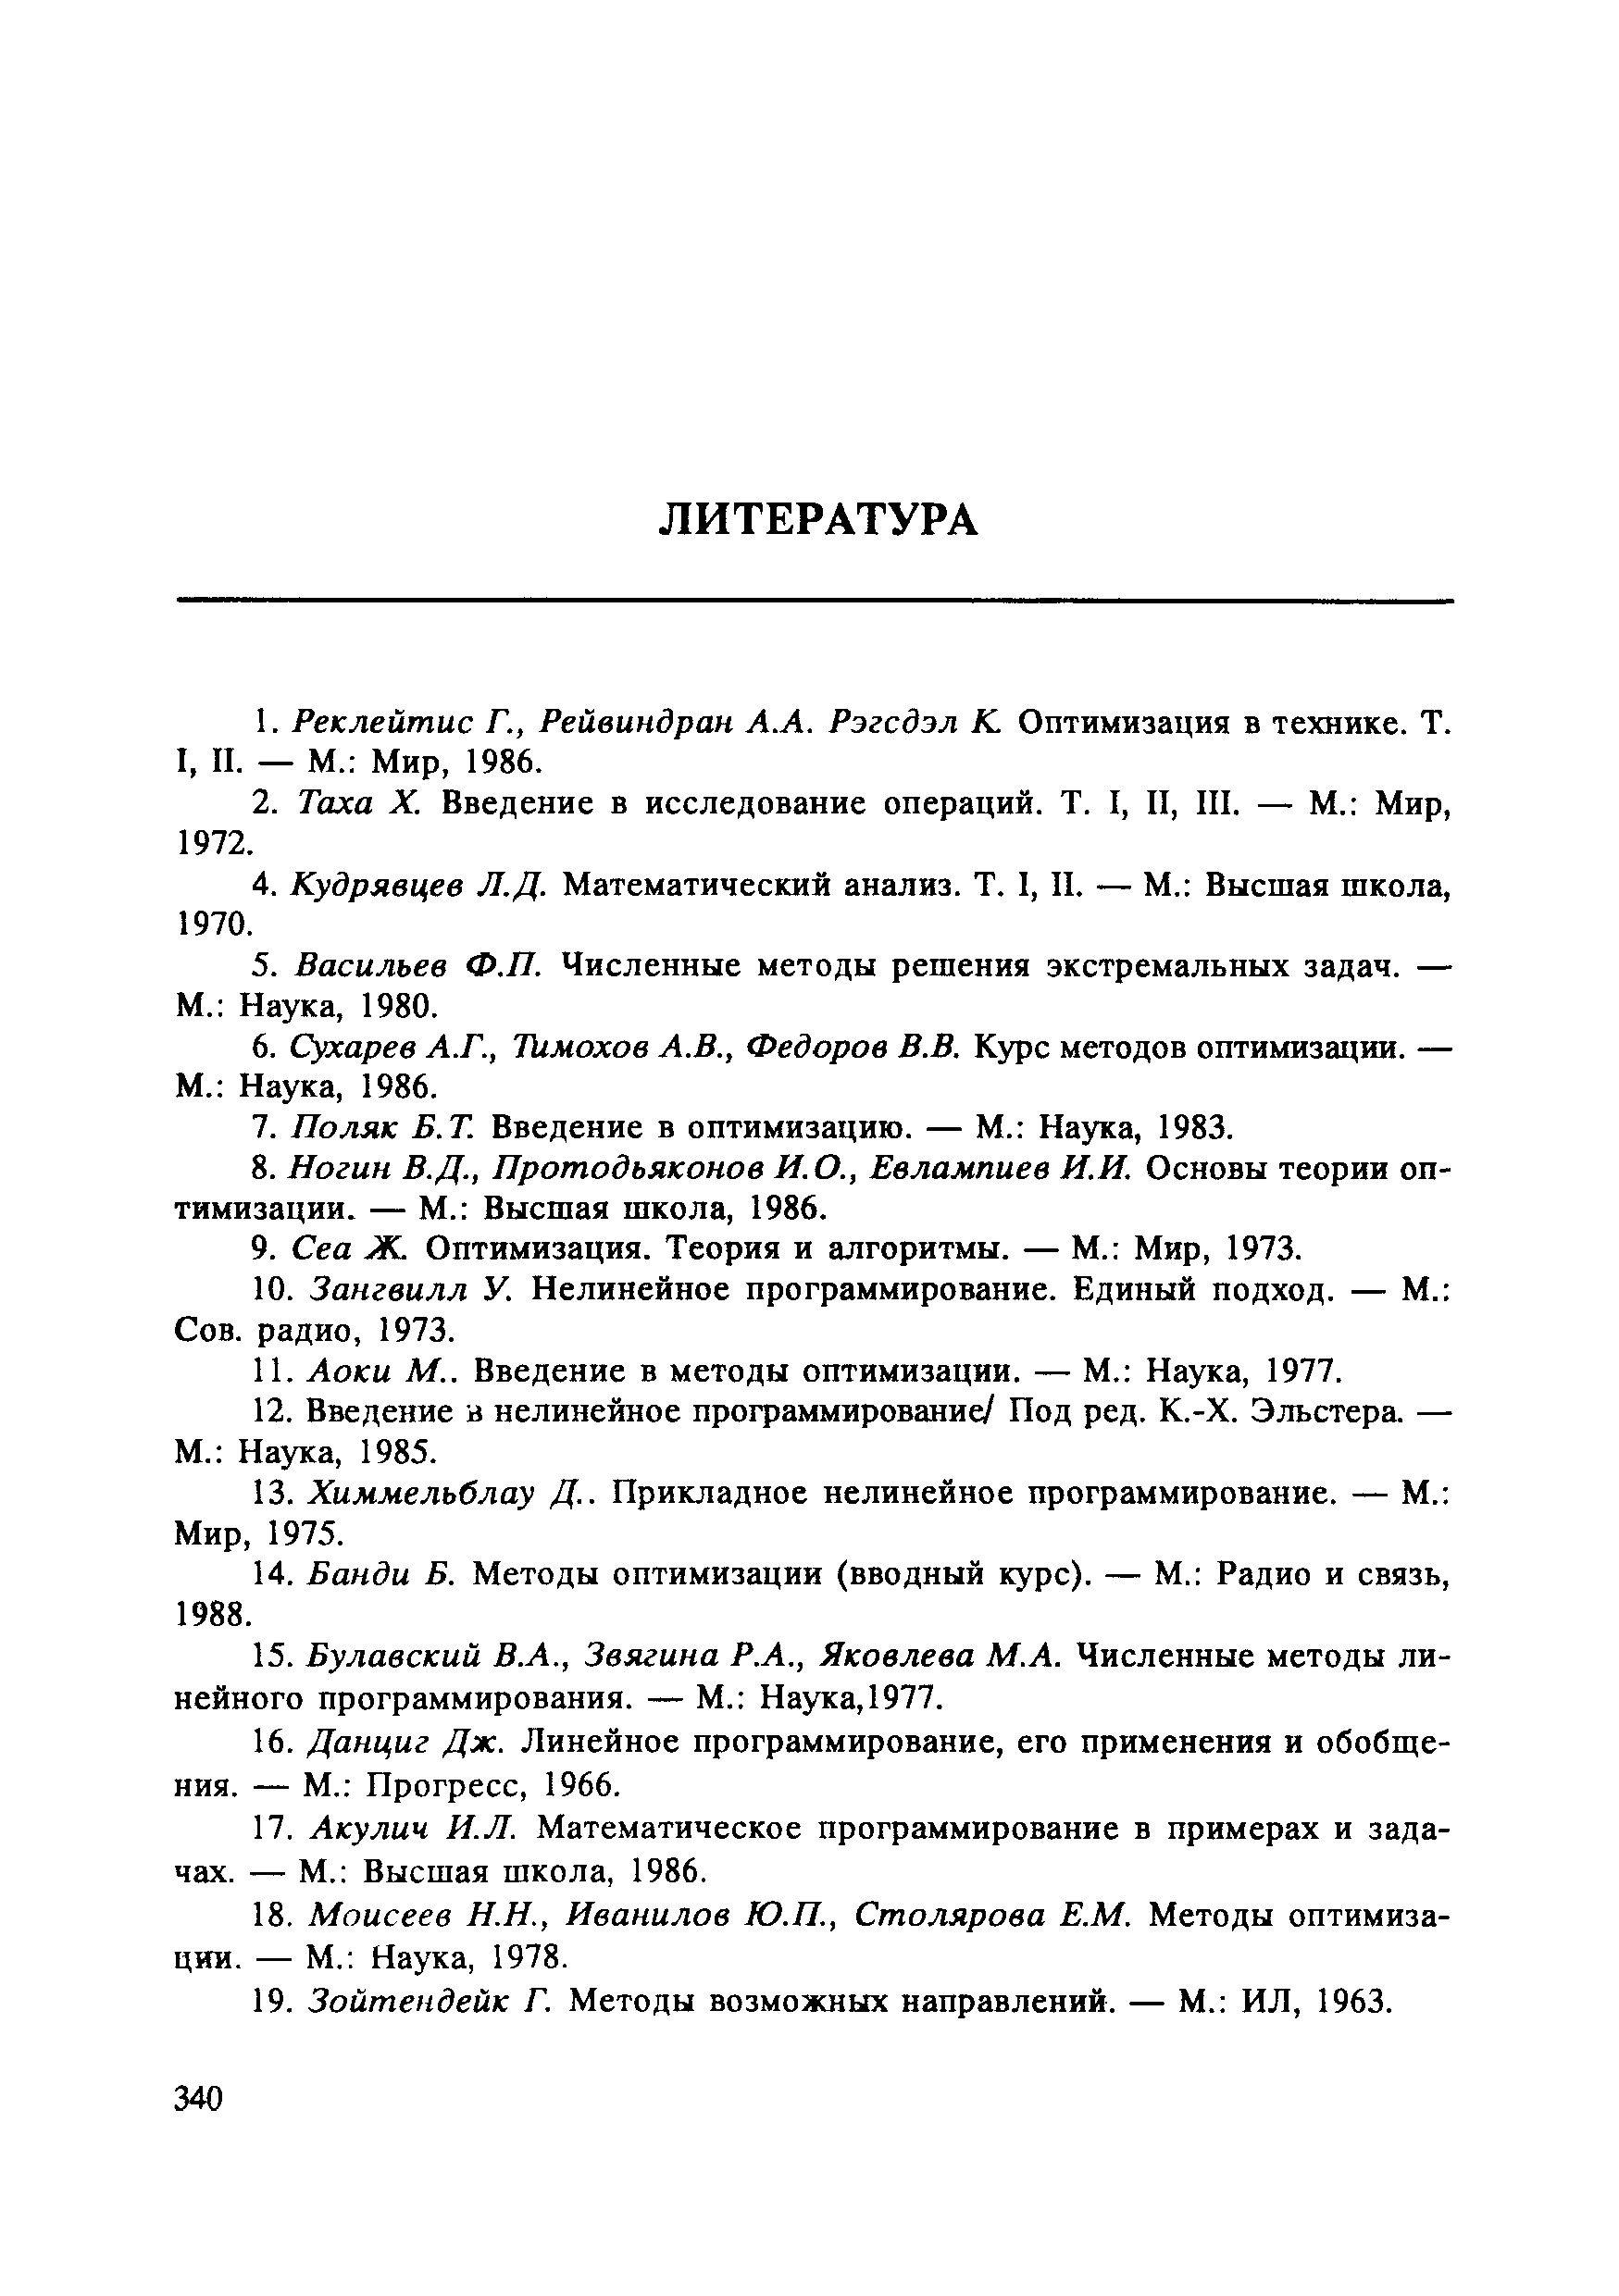 ЛИТЕРАТУРА
1. Реклейтис Г., Рейвиндран А.А. Рэгсдэл К. Оптимизация в технике. Т.
I, II. — М.: Мир, 1986.
2. Таха Х. Введение в исследование операций. Т. I, II, III. — М.: Мир,
1972.
4. Кудрявцев Л.Д. Математический анализ. Т. I, II. — М.: Высшая школа,
1970.
5. Васильев Ф.П. Численные методы решения экстремальных задач. —
М.: Наука, 1980.
6. Сухарев А.Г., Тимохов А.В., Федоров В.В. Курс методов оптимизации. —
М.: Наука, 1986.
7. Поляк Б.Т. Введение в оптимизацию. — М.: Наука, 1983.
8. Ногин В.Д., Протодьяконов И.О., Евлампиев И.И. Основы теории оп-
тимизации. — М.: Высшая школа, 1986.
9. Сеа Ж. Оптимизация. Теория и алгоритмы. — М.: Мир, 1973.
10. Зангвилл У. Нелинейное программирование. Единый подход. — М.:
Сов. радио, 1973.
11. Аоки М.. Введение в методы оптимизации. — М.: Наука, 1977.
12. Введение в нелинейное программирование/ Под ред. К.-Х. Эльстера. —
М.: Наука, 1985.
13. Химмельблау Д.. Прикладное нелинейное программирование. — М.:
Мир, 1975.
14. Банди Б. Методы оптимизации (вводный курс). — М.: Радио и связь,
1988.
15. Булавский В.А., Звягина Р.А., Яковлева М.А. Численные методы ли-
нейного программирования. — М.: Наука,1977.
16. Данциг Дж. Линейное программирование, его применения и обобще-
ния. — М.: Прогресс, 1966.
17. Акулич И.Л. Математическое программирование в примерах и зада-
чах. — М.: Высшая школа, 1986.
18. Моисеев Н.Н., Иванилов Ю.П., Столярова Е.М. Методы оптимиза-
ции. — М.: Наука, 1978.
19. Зойтендейк Г. Методы возможных направлений. — М.: ИЛ, 1963.
340